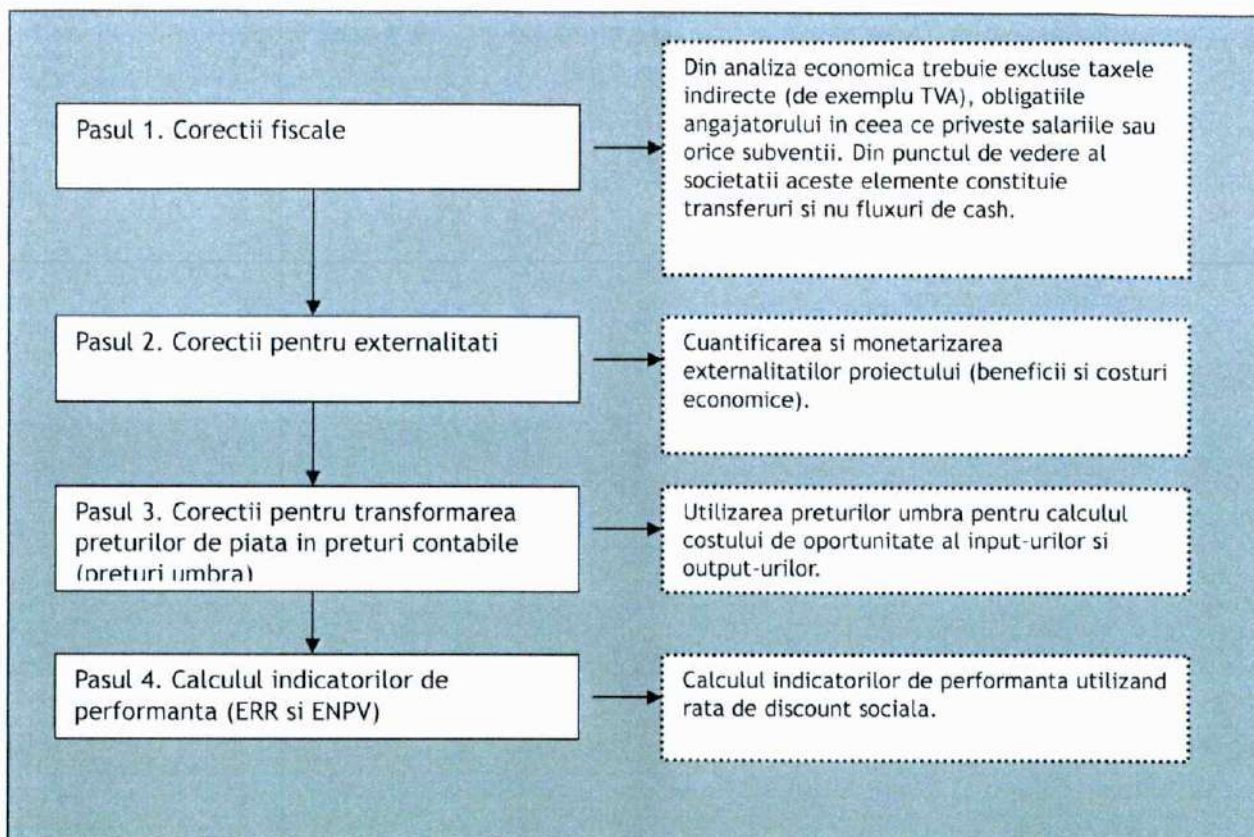 Pasul 1. Corectii fiscale
Din analiza economica trebuie excluse taxele
indirecte (de exemplu TVA), obligatiile
angajatorului in ceea ce priveste salariile sau
orice subventii. Din punctul de vedere al
societatii aceste elemente constituie
transferuri si nu fluxuri de cash.
Pasul 2. Corectii pentru externalitati
Cuantificarea si monetarizarea
externalitatilor proiectului (beneficii si costuri
economice).
Pasul 3. Corectii pentru transformarea
preturilor de piata in preturi contabile
(preturi umbra)
Utilizarea preturilor umbra pentru calculul
costului de oportunitate al input-urilor si
output-urilor.
Pasul 4. Calculul indicatorilor de
performanta (ERR si ENPV)
Calculul indicatorilor de performanta utilizand
rata de discount sociala.